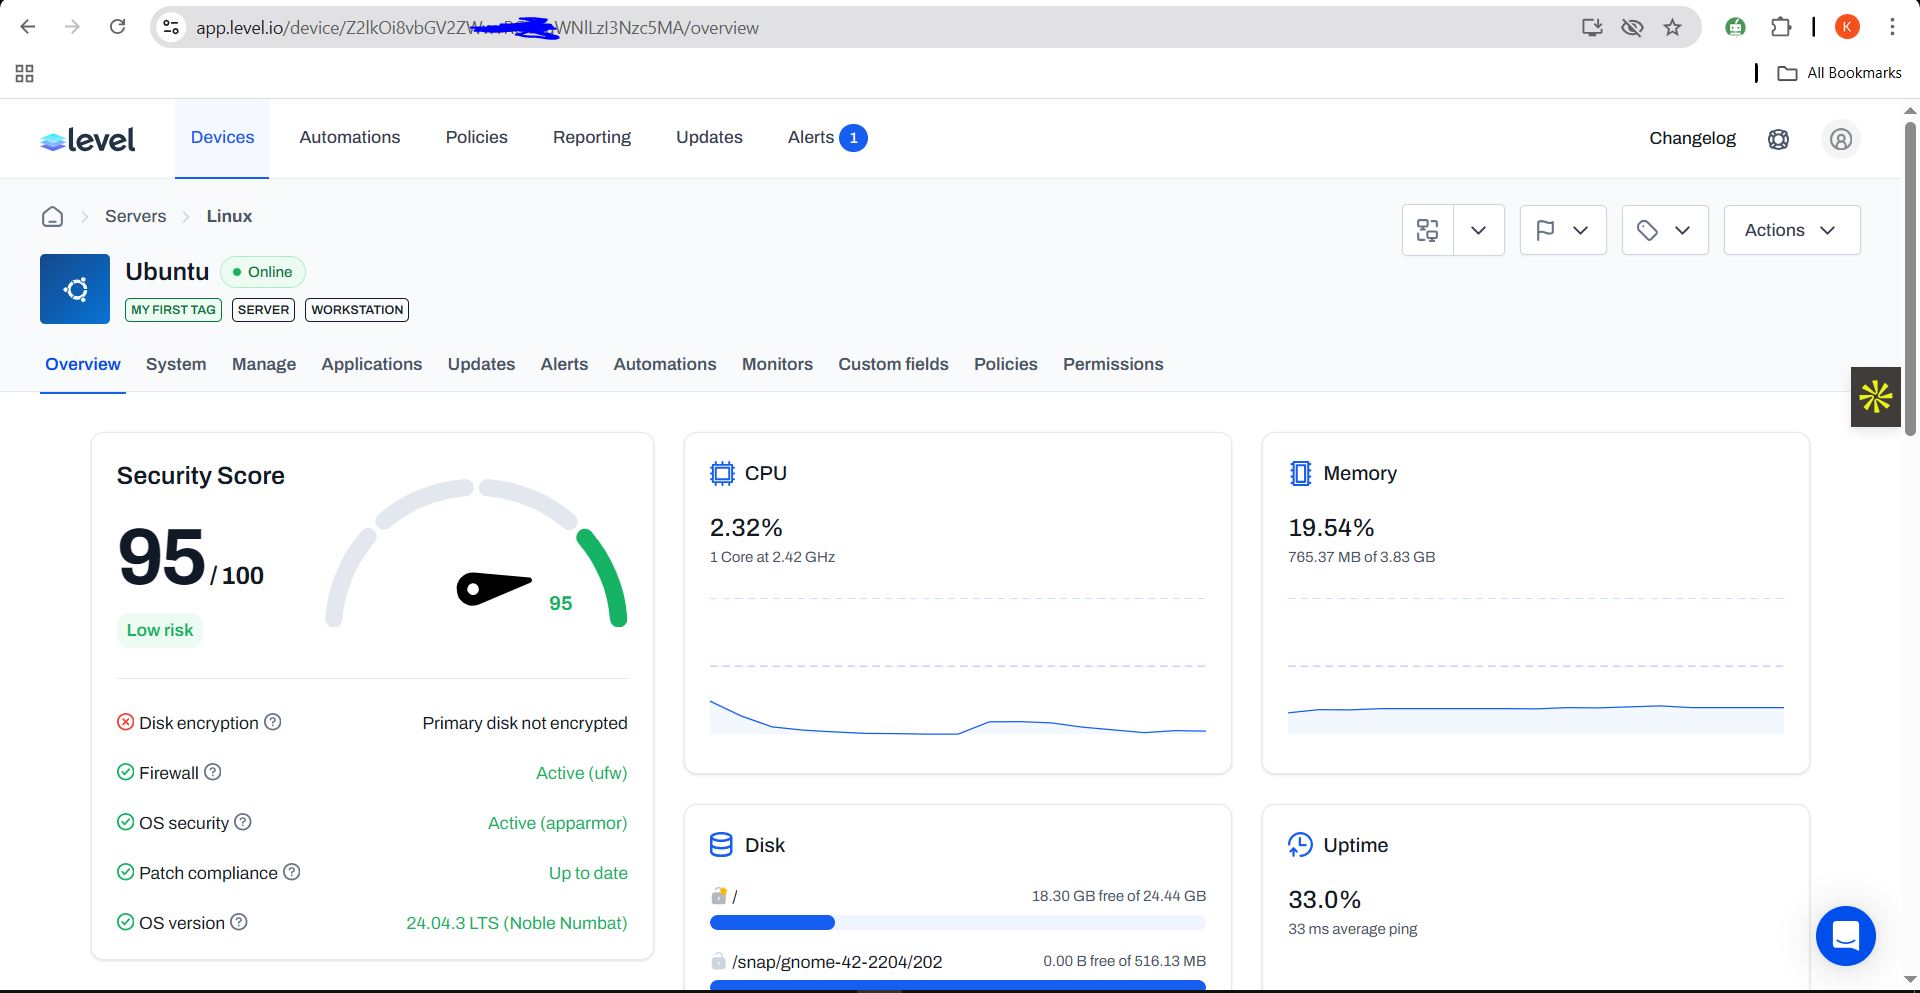 app.level.io/device/Z2lkOi8vbGV2ZW WNlLzI3Nzc5MA/overview
K
All Bookmarks
level
Devices
Automations
Policies
Reporting
Updates
Alerts 1
Changelog
Servers
Linux
Actions
Ubuntu
Online
MY FIRST TAG
SERVER
WORKSTATION
Overview
System
Manage
Applications
Updates
Alerts
Automations
Monitors
Custom fields
Policies
Permissions
Security Score
95 / 100
Low risk
95
Disk encryption ? Primary disk not encrypted
Firewall ? Active (ufw)
OS security ? Active (apparmor)
Patch compliance ? Up to date
OS version ? 24.04.3 LTS (Noble Numbat)
CPU
2.32%
1 Core at 2.42 GHz
Memory
19.54%
765.37 MB of 3.83 GB
Disk
/ 18.30 GB free of 24.44 GB
/snap/gnome-42-2204/202 0.00 B free of 516.13 MB
Uptime
33.0%
33 ms average ping